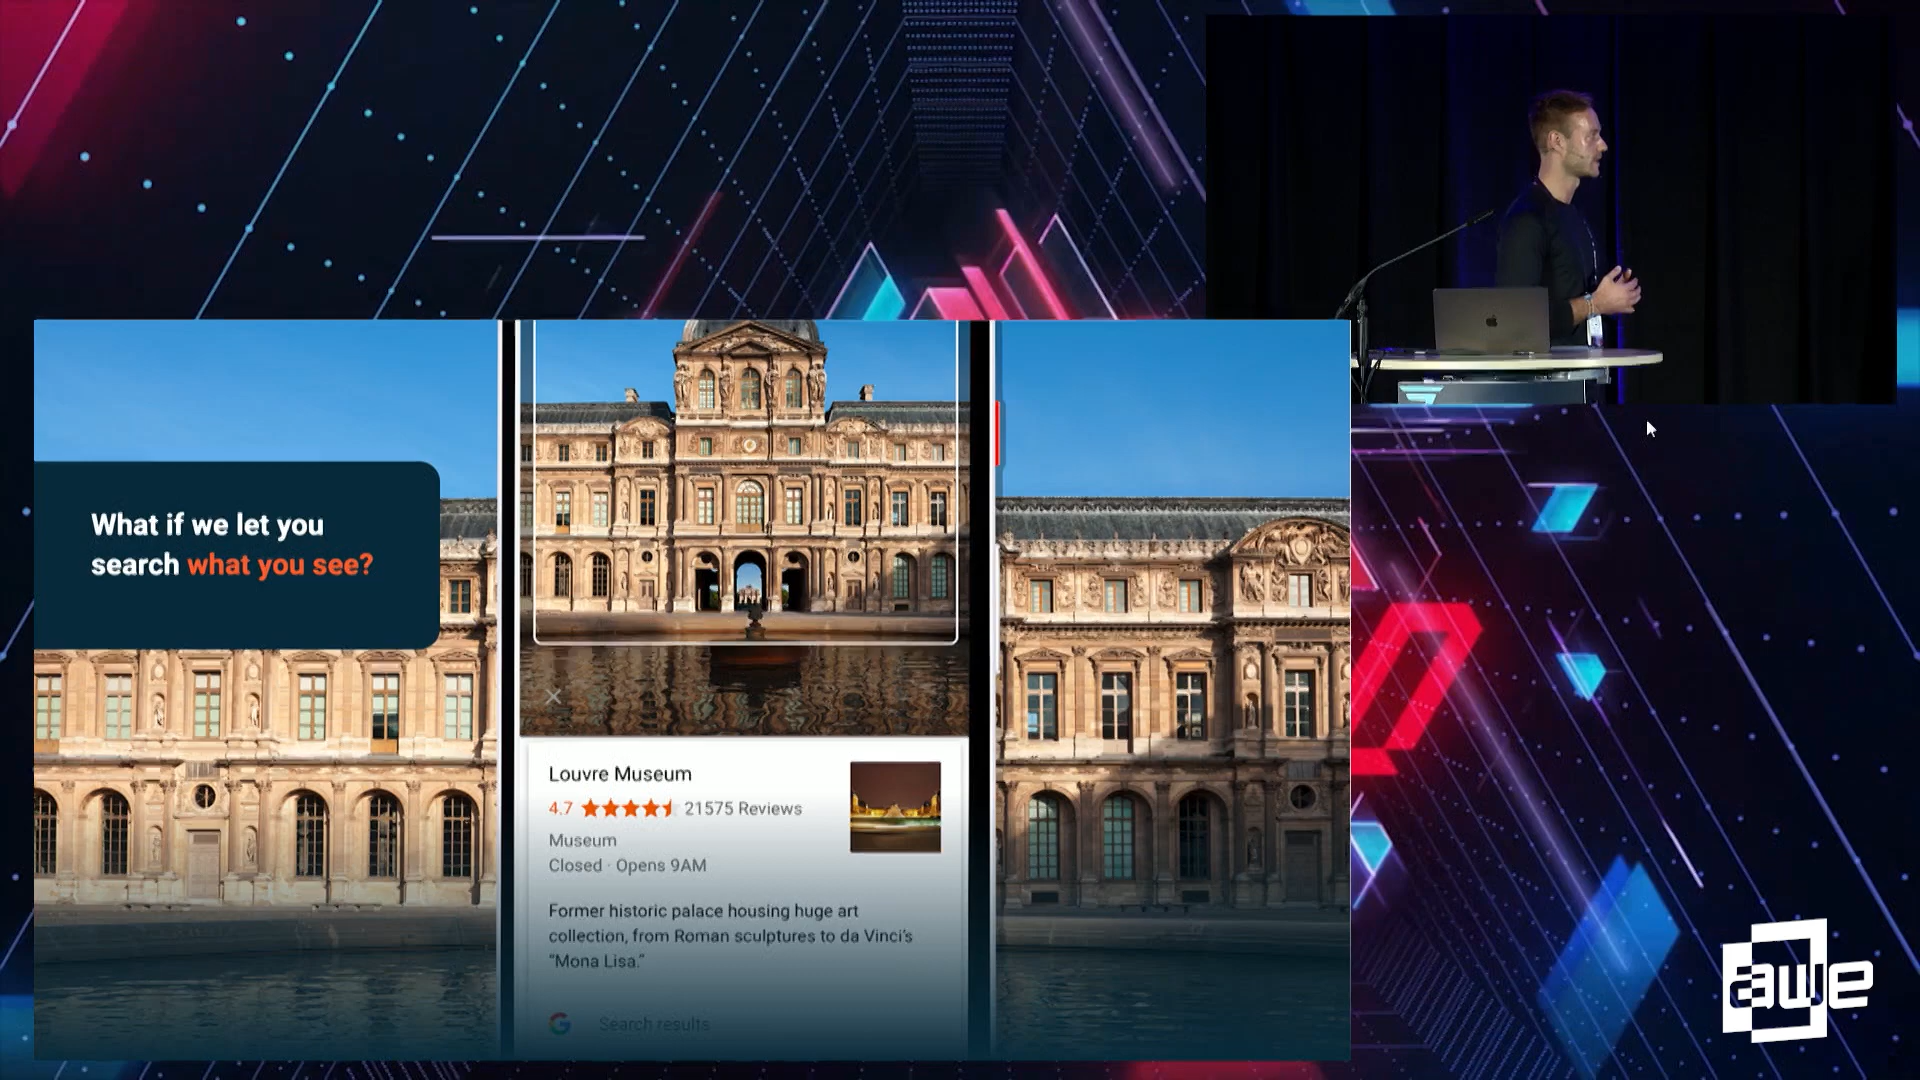 What if we let you
search what you see?
Louvre Museum
4.7 21575 Reviews
Museum
Closed · Opens 9AM
Former historic palace housing huge art
collection, from Roman sculptures to da Vinci's
"Mona Lisa."
G Search results
awe